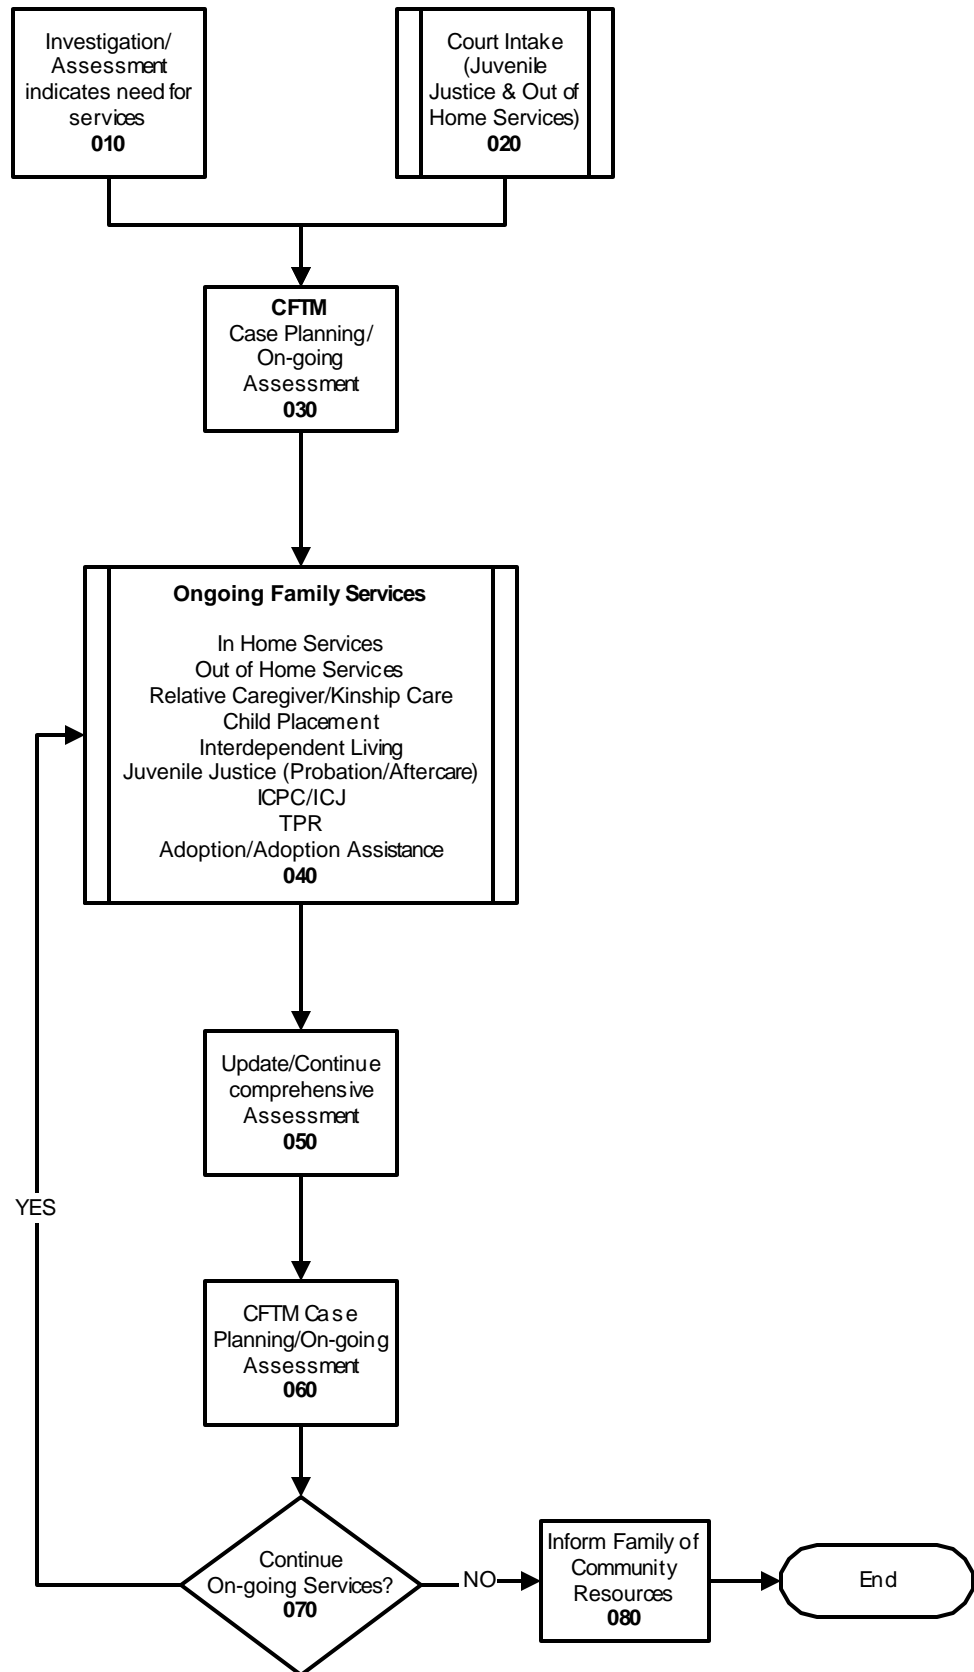 Investigation/
Assessment
indicates need for
services
010
Court Intake
(Juvenile
Justice & Out of
Home Services)
020
CFTM
Case Planning/
On-going
Assessment
030
Ongoing Family Services
In Home Services
Out of Home Services
Relative Caregiver/Kinship Care
Child Placement
Interdependent Living
Juvenile Justice (Probation/Aftercare)
ICPC/ICJ
TPR
Adoption/Adoption Assistance
040
Update/Continue
comprehensive
Assessment
050
YES
CFTM Case
Planning/On-going
Assessment
060
Continue
On-going Services?
070
NO
Inform Family of
Community
Resources
080
End